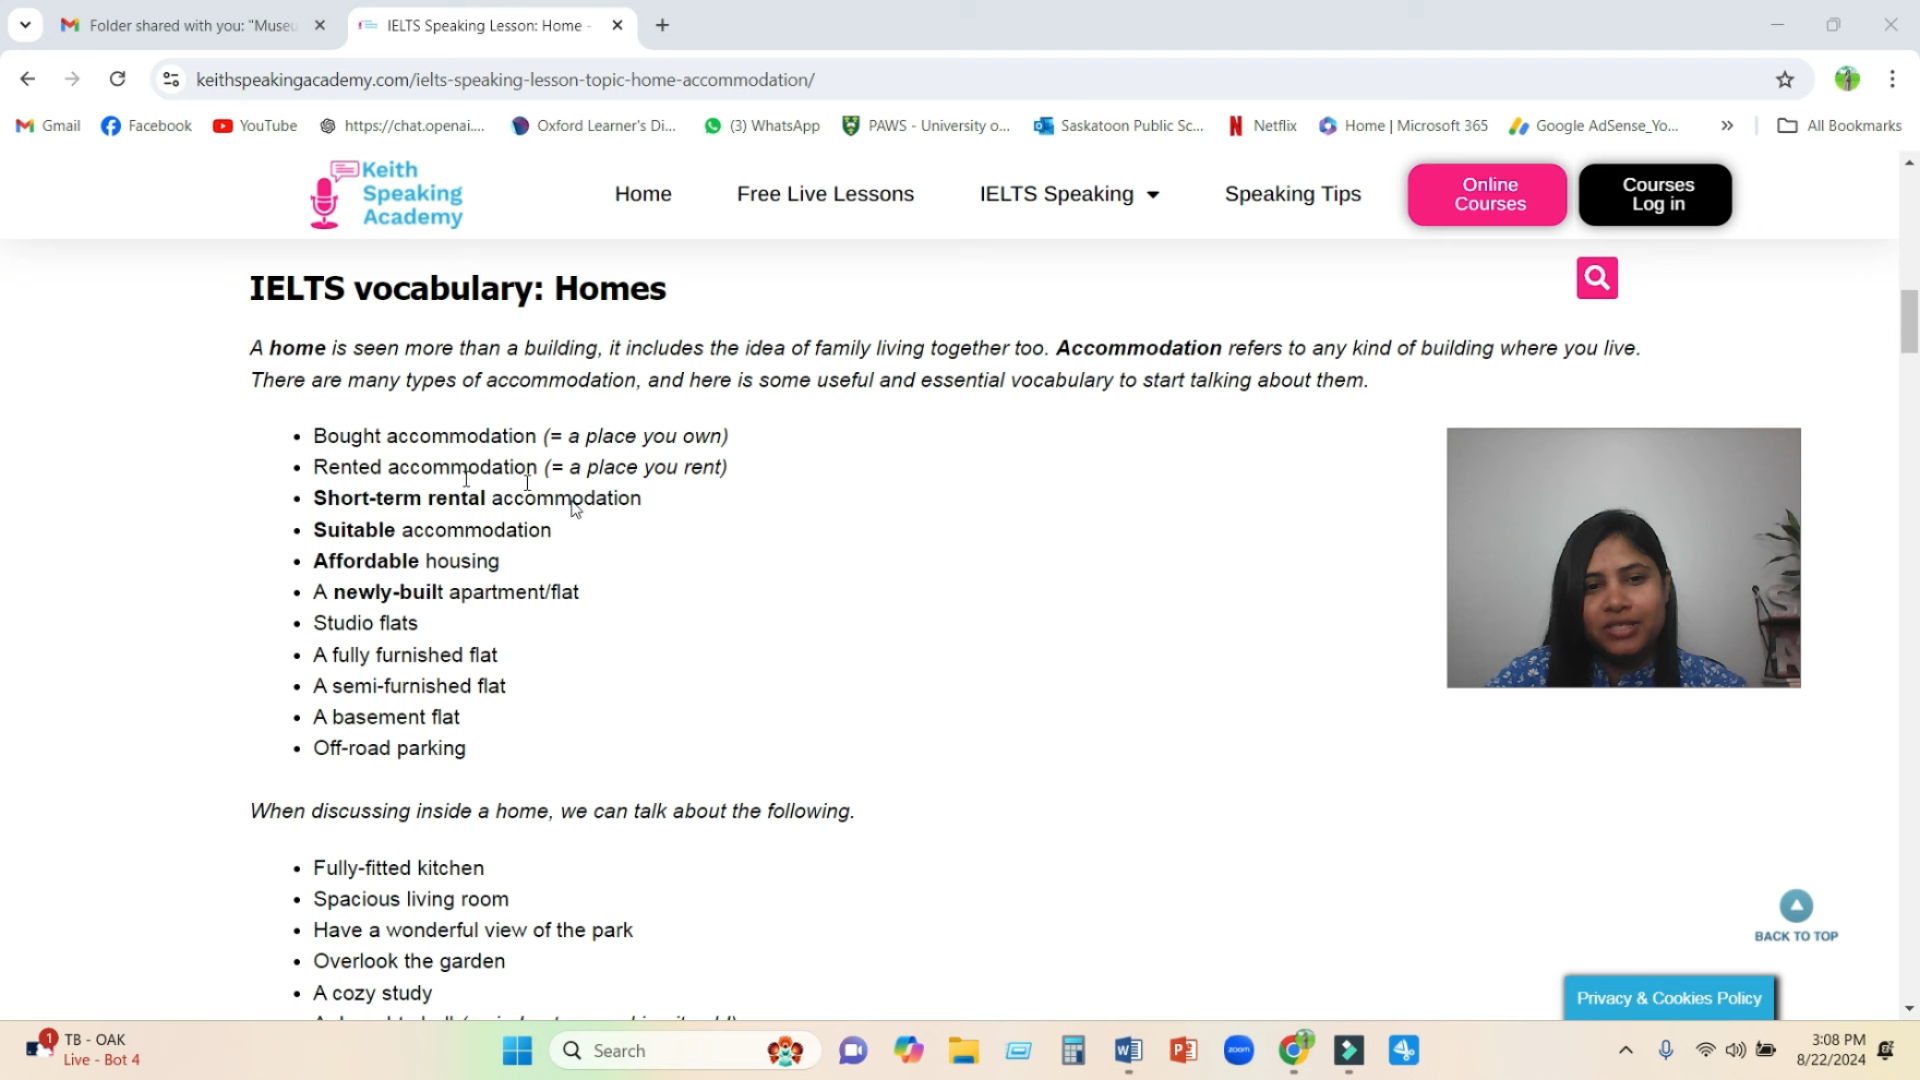 Folder shared with you: "Museu
IELTS Speaking Lesson: Home -
keithspeakingacademy.com/ielts-speaking-lesson-topic-home-accommodation/
Gmail
Facebook
YouTube
https://chat.openai....
Oxford Learner's Di...
(3) WhatsApp
PAWS - University o...
Saskatoon Public Sc...
Netflix
Home | Microsoft 365
Google AdSense_Yo...
All Bookmarks
Keith
Speaking
Academy
Home
Free Live Lessons
IELTS Speaking
Speaking Tips
Online
Courses
Courses
Log in
IELTS vocabulary: Homes
A home is seen more than a building, it includes the idea of family living together too. Accommodation refers to any kind of building where you live.
There are many types of accommodation, and here is some useful and essential vocabulary to start talking about them.
Bought accommodation (= a place you own)
Rented accommodation (= a place you rent)
Short-term rental accommodation
Suitable accommodation
Affordable housing
A newly-built apartment/flat
Studio flats
A fully furnished flat
A semi-furnished flat
A basement flat
Off-road parking
When discussing inside a home, we can talk about the following.
Fully-fitted kitchen
Spacious living room
Have a wonderful view of the park
Overlook the garden
A cozy study
BACK TO TOP
Privacy & Cookies Policy
1
TB - OAK
Live - Bot 4
Search
zoom
3:08 PM
8/22/2024